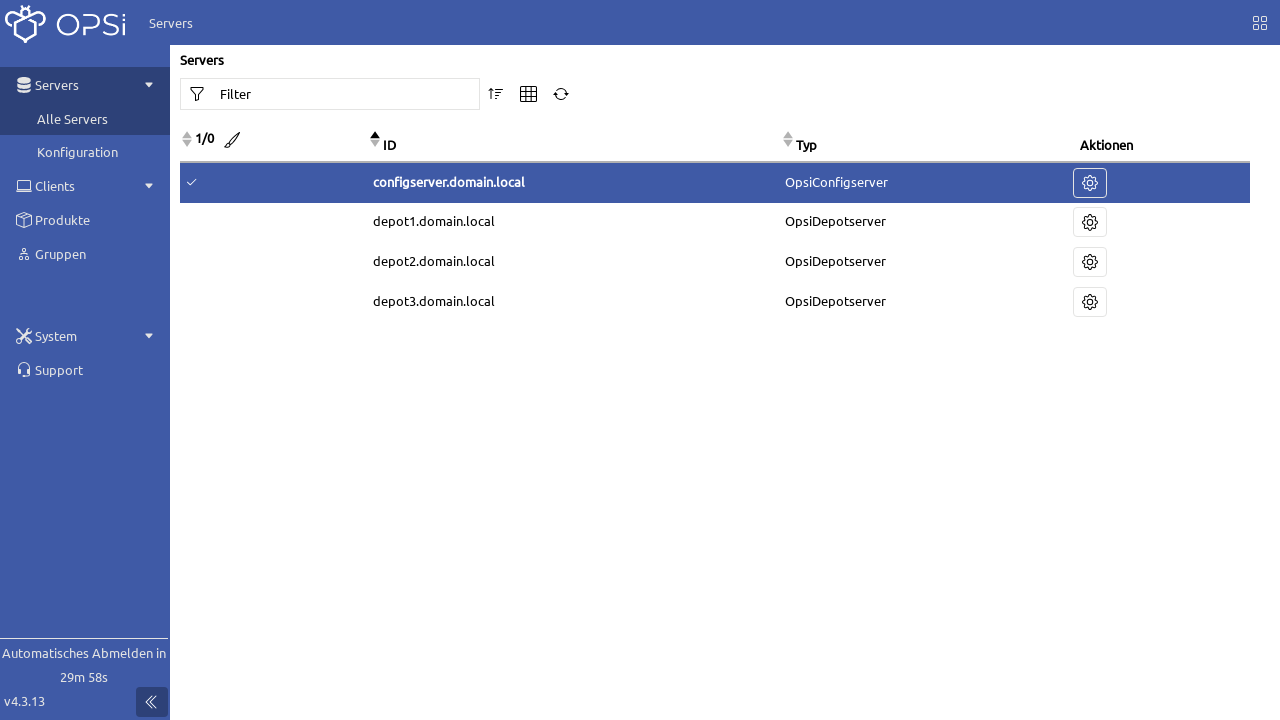 OPSi
Servers
Servers
Alle Servers
Konfiguration
Clients
Produkte
Gruppen
System
Support
Automatisches Abmelden in
29m 58s
v4.3.13
Servers
Filter
1/0 ID Typ Aktionen
configserver.domain.local OpsiConfigserver
depot1.domain.local OpsiDepotserver
depot2.domain.local OpsiDepotserver
depot3.domain.local OpsiDepotserver